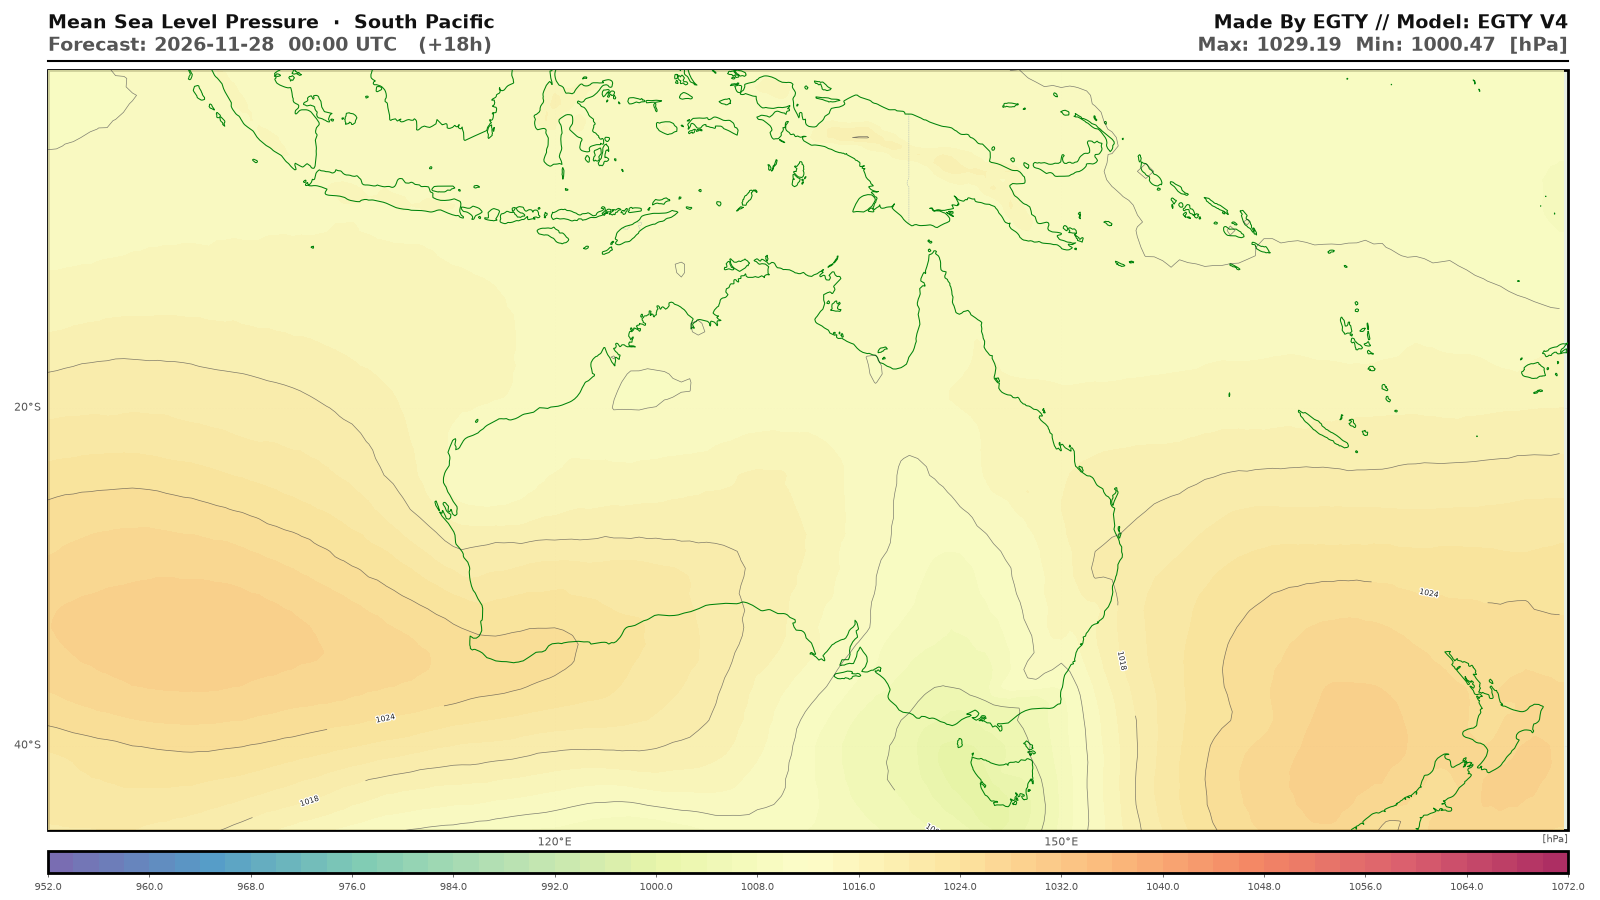 Mean Sea Level Pressure · South Pacific
Made By EGTY // Model: EGTY V4
Forecast: 2026-11-28 00:00 UTC (+18h)
Max: 1029.19 Min: 1000.47 [hPa]
20°S
1024
1018
1024
40°S
1018
120°E
150°E
[hPa]
952.0 960.0 968.0 976.0 984.0 992.0 1000.0 1008.0 1016.0 1024.0 1032.0 1040.0 1048.0 1056.0 1064.0 1072.0